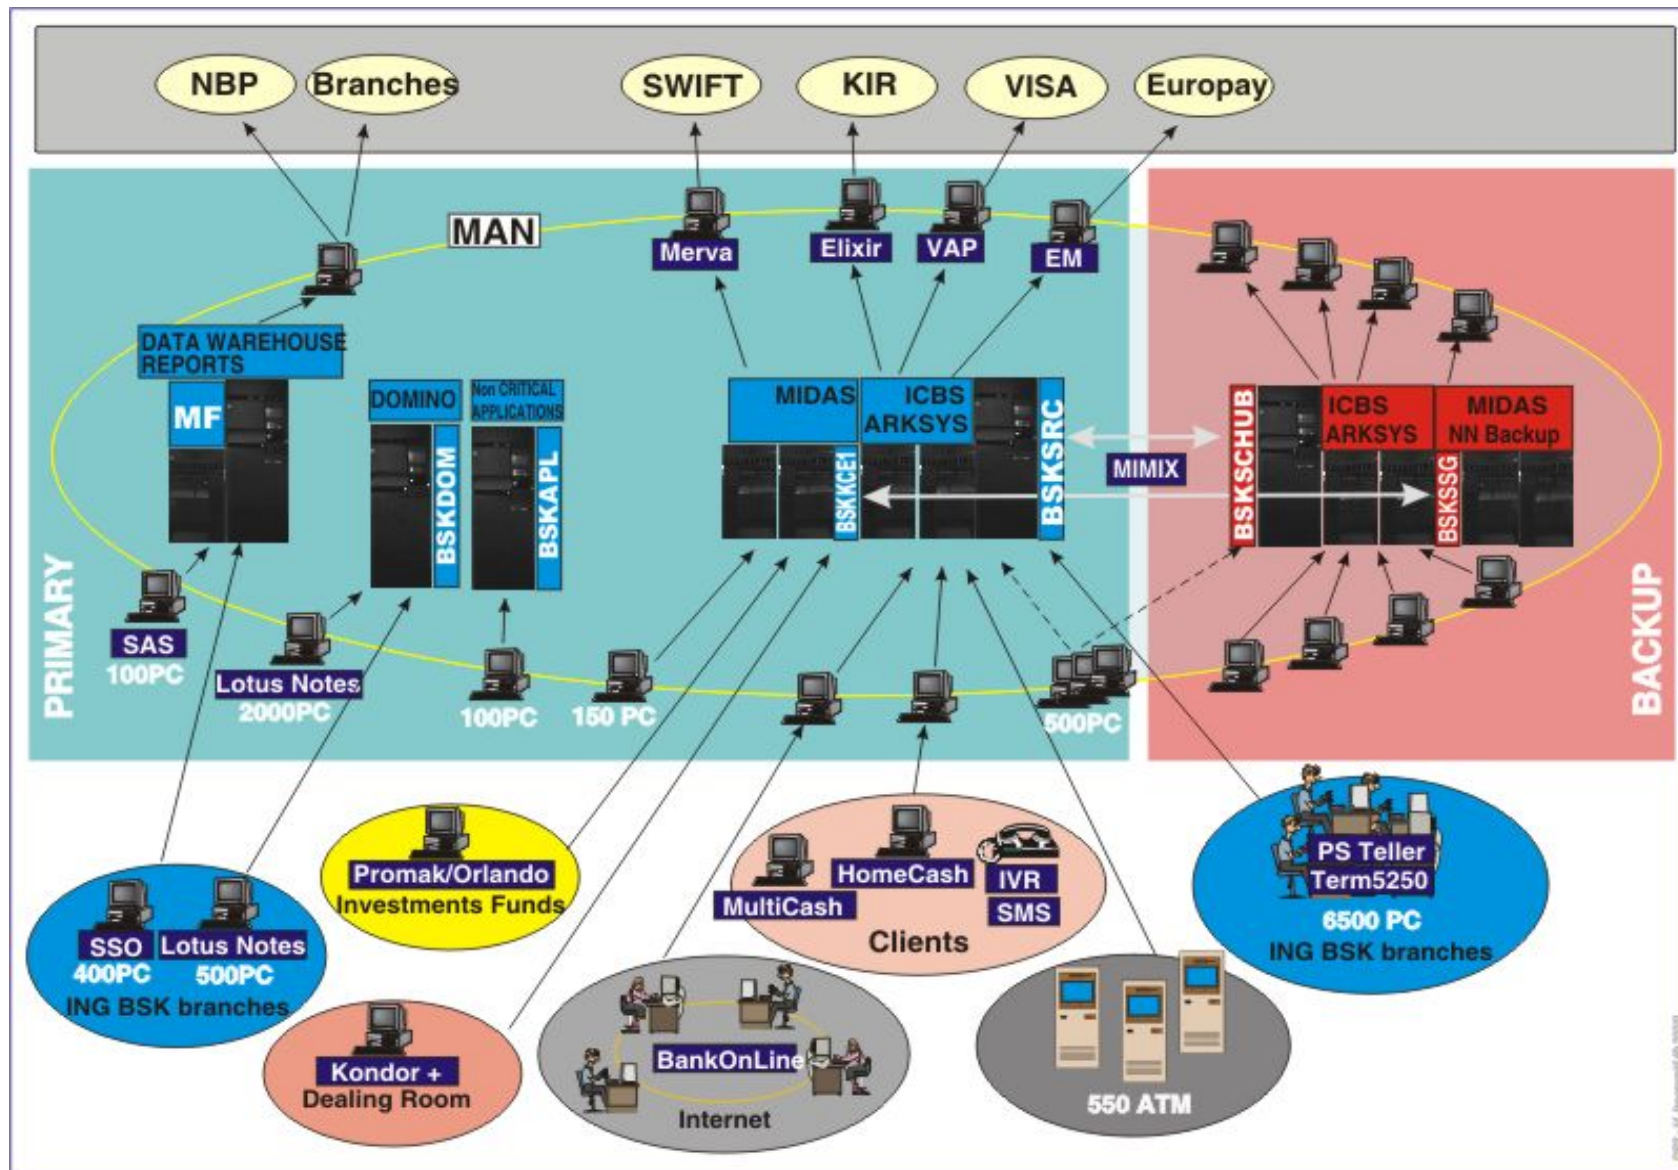 NBP
Branches
SWIFT
KIR
VISA
Europay
MAN
Merva
Elixir
VAP
EM
DATA WAREHOUSE
REPORTS
MF
DOMINO
BSKDOM
Non CRITICAL
APPLICATIONS
BSKAPL
MIDAS
BSKKCE1
ICBS
ARKSYS
BSKSRC
MIMIX
BSKSCHUB
ICBS
ARKSYS
BSKSSG
MIDAS
NN Backup
PRIMARY
BACKUP
SAS
100PC
Lotus Notes
2000PC
100PC
150 PC
500PC
SSO
400PC
Lotus Notes
500PC
ING BSK branches
Promak/Orlando
Investments Funds
Kondor +
Dealing Room
BankOnLine
Internet
MultiCash
HomeCash
IVR
SMS
Clients
550 ATM
PS Teller
Term5250
6500 PC
ING BSK branches